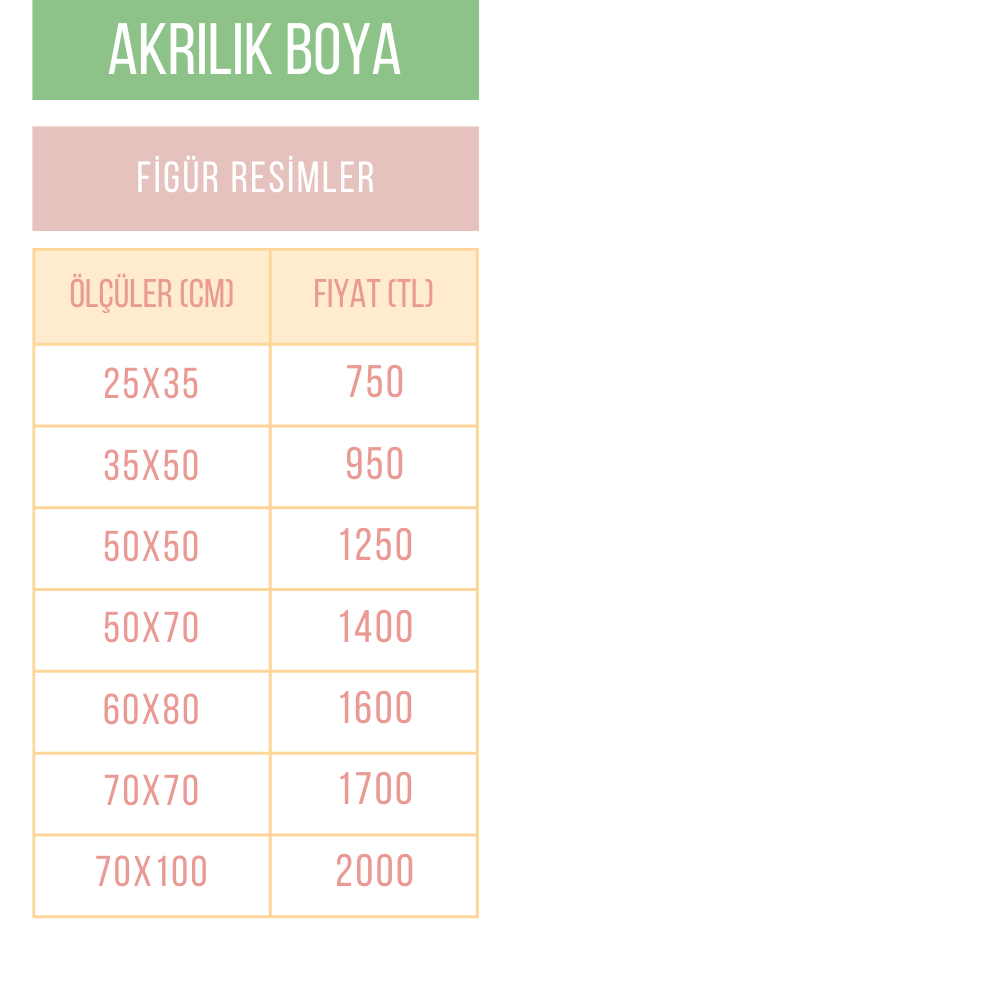 AKRILIK BOYA
FİGÜR RESİMLER
ÖLÇÜLER (CM) FIYAT (TL)
25X35 750
35X50 950
50X50 1250
50X70 1400
60X80 1600
70X70 1700
70X100 2000